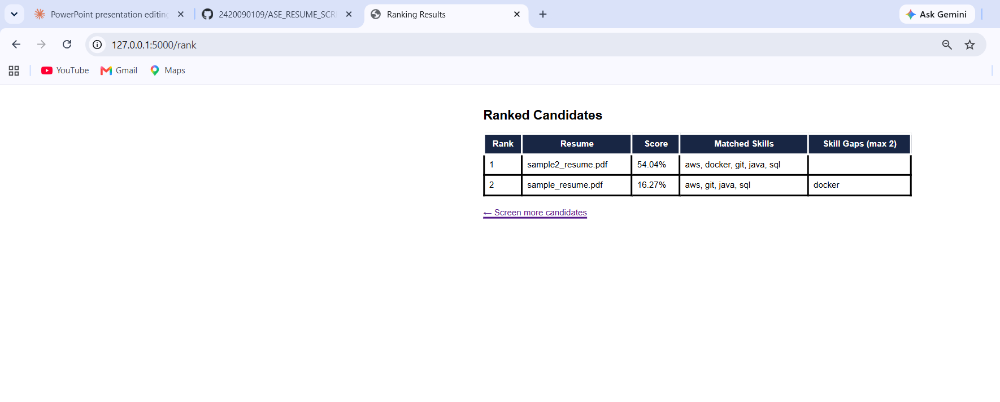 PowerPoint presentation editing
2420090109/ASE_RESUME_SCR
Ranking Results
Ask Gemini
127.0.0.1:5000/rank
YouTube
Gmail
Maps
Ranked Candidates
Rank Resume Score Matched Skills Skill Gaps (max 2)
1 sample2_resume.pdf 54.04% aws, docker, git, java, sql
2 sample_resume.pdf 16.27% aws, git, java, sql docker
← Screen more candidates